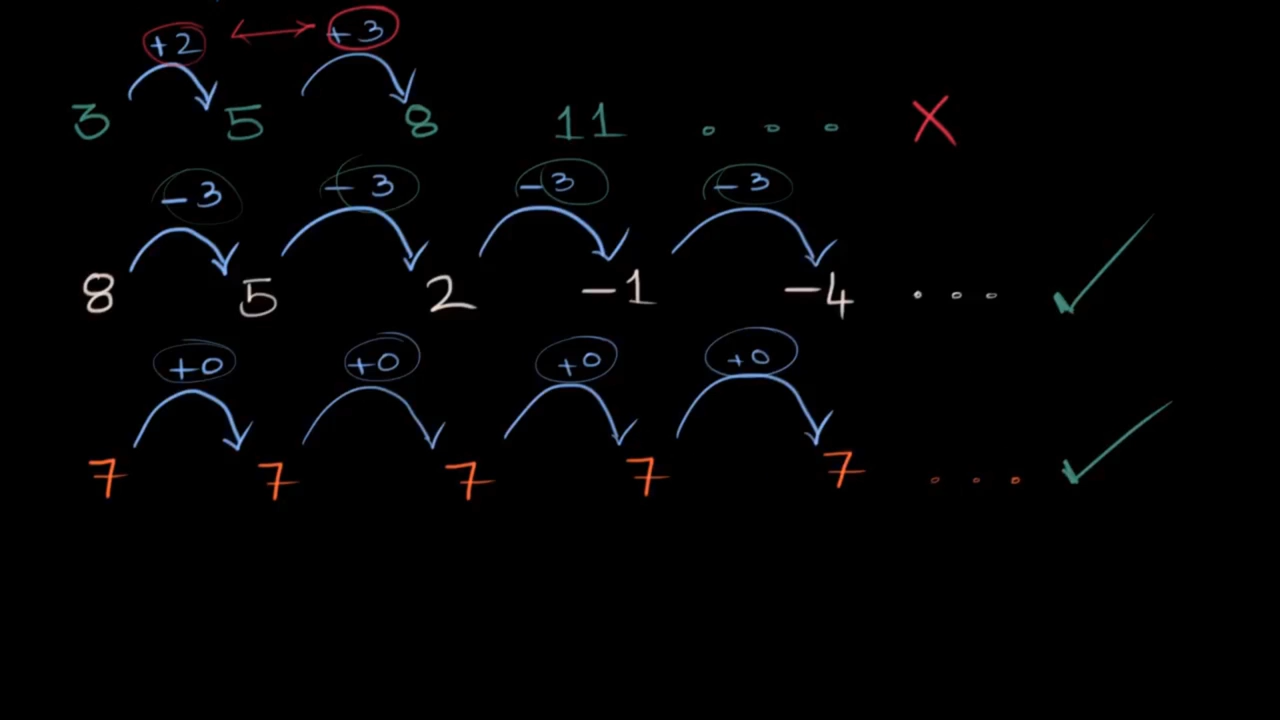 +2 +3
3 5 8 11 . . .
-3 -3 -3 -3
8 5 2 -1 -4 . . .
+0 +0 +0 +0
7 7 7 7 7 . . .